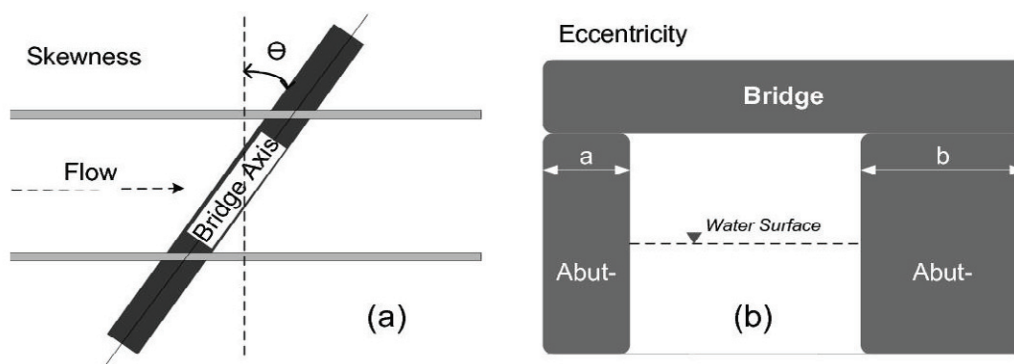 Skewness
Θ
Flow
Bridge Axis
(a)
Eccentricity
Bridge
a
b
Water Surface
Abut-
Abut-
(b)